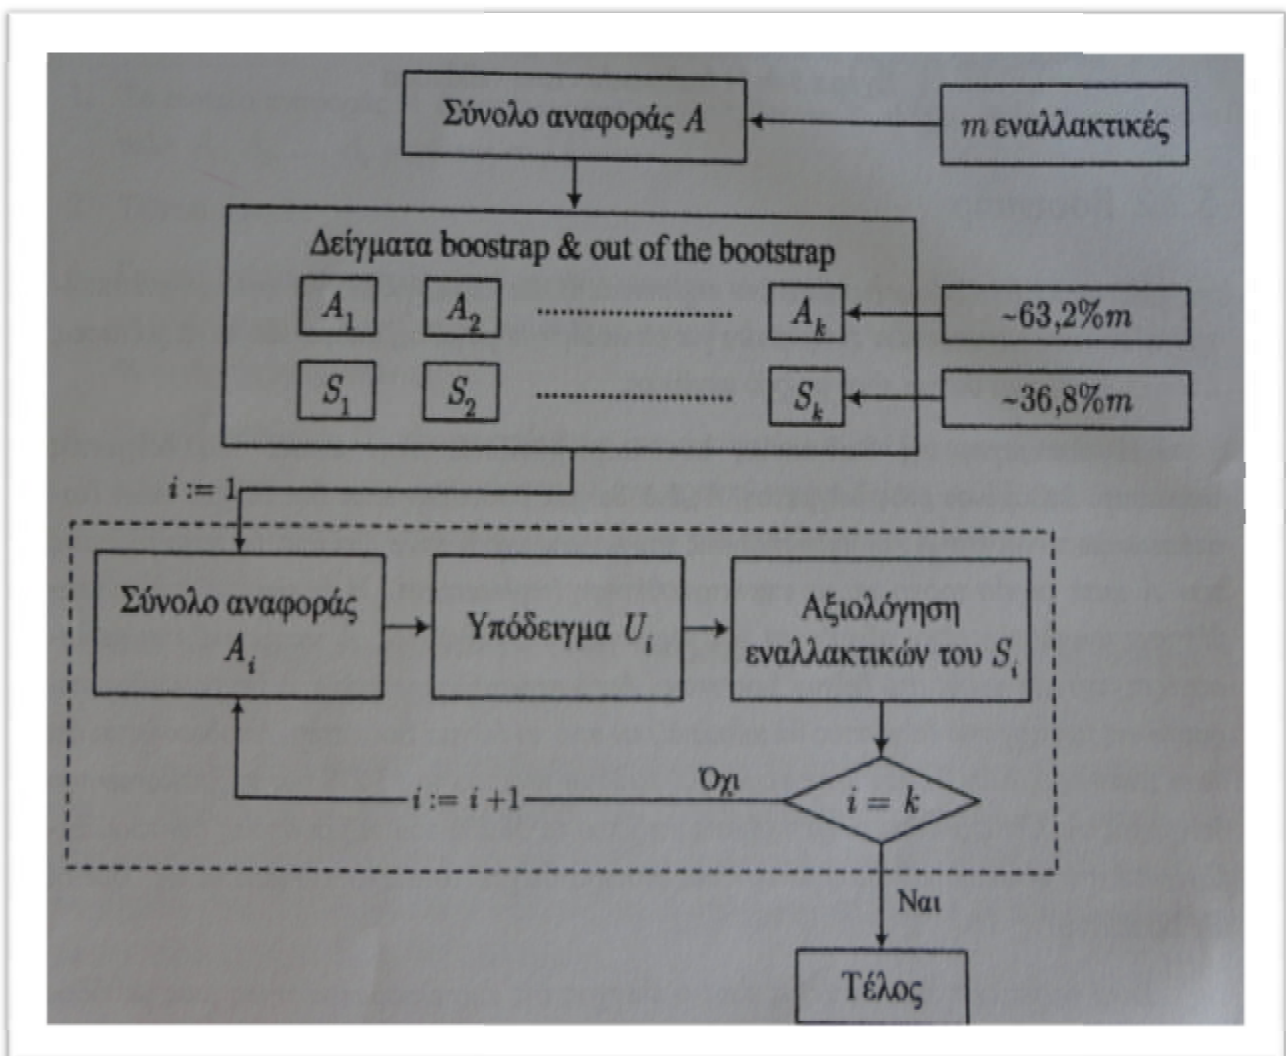 Σύνολο αναφοράς A
m εναλλακτικές
Δείγματα boostrap & out of the bootstrap
A₁ A₂ .................... Aₖ
~63,2%m
S₁ S₂ .................... Sₖ
~36,8%m
i := 1
Σύνολο αναφοράς
Aᵢ
Υπόδειγμα Uᵢ
Αξιολόγηση
εναλλακτικών του Sᵢ
Όχι
i := i+1
i = k
Ναι
Τέλος